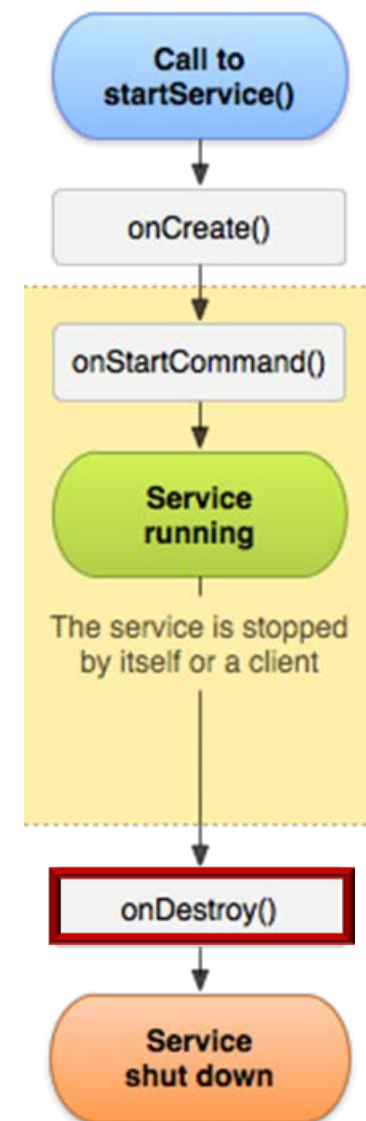 Call to
startService()
onCreate()
onStartCommand()
Service
running
The service is stopped
by itself or a client
onDestroy()
Service
shut down